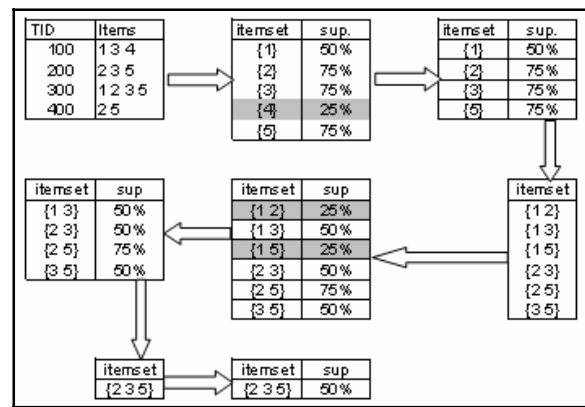 TID Items
100 1 3 4
200 2 3 5
300 1 2 3 5
400 2 5
itemset sup.
{1} 50%
{2} 75%
{3} 75%
{4} 25%
{5} 75%
itemset sup.
{1} 50%
{2} 75%
{3} 75%
{5} 75%
itemset sup
{1 3} 50%
{2 3} 50%
{2 5} 75%
{3 5} 50%
itemset sup
{1 2} 25%
{1 3} 50%
{1 5} 25%
{2 3} 50%
{2 5} 75%
{3 5} 50%
itemset
{1 2}
{1 3}
{1 5}
{2 3}
{2 5}
{3 5}
itemset
{2 3 5}
itemset sup
{2 3 5} 50%